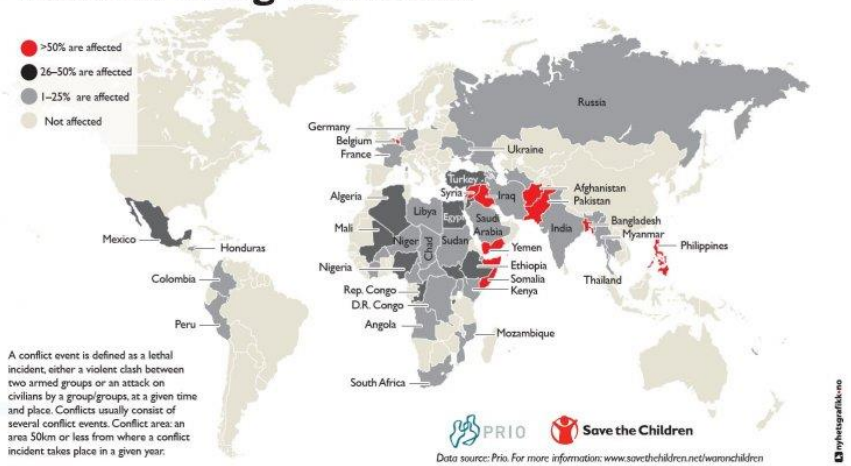 >50% are affected
26–50% are affected
1–25% are affected
Not affected
Russia
Germany
Belgium
France
Ukraine
Turkey
Syria
Iraq
Afghanistan
Pakistan
Algeria
Libya
Egypt
Saudi
Arabia
India
Bangladesh
Myanmar
Philippines
Mali
Niger
Chad
Sudan
Yemen
Mexico
Honduras
Nigeria
Ethiopia
Somalia
Kenya
Thailand
Colombia
Rep. Congo
D.R. Congo
Angola
Peru
Mozambique
South Africa
A conflict event is defined as a lethal
incident, either a violent clash between
two armed groups or an attack on
civilians by a group/groups, at a given time
and place. Conflicts usually consist of
several conflict events. Conflict area: an
area 50km or less from where a conflict
incident takes place in a given year.
PRIO
Save the Children
Data source: Prio. For more information: www.savethechildren.net/waronchildren
nyhetsgrafikk.no